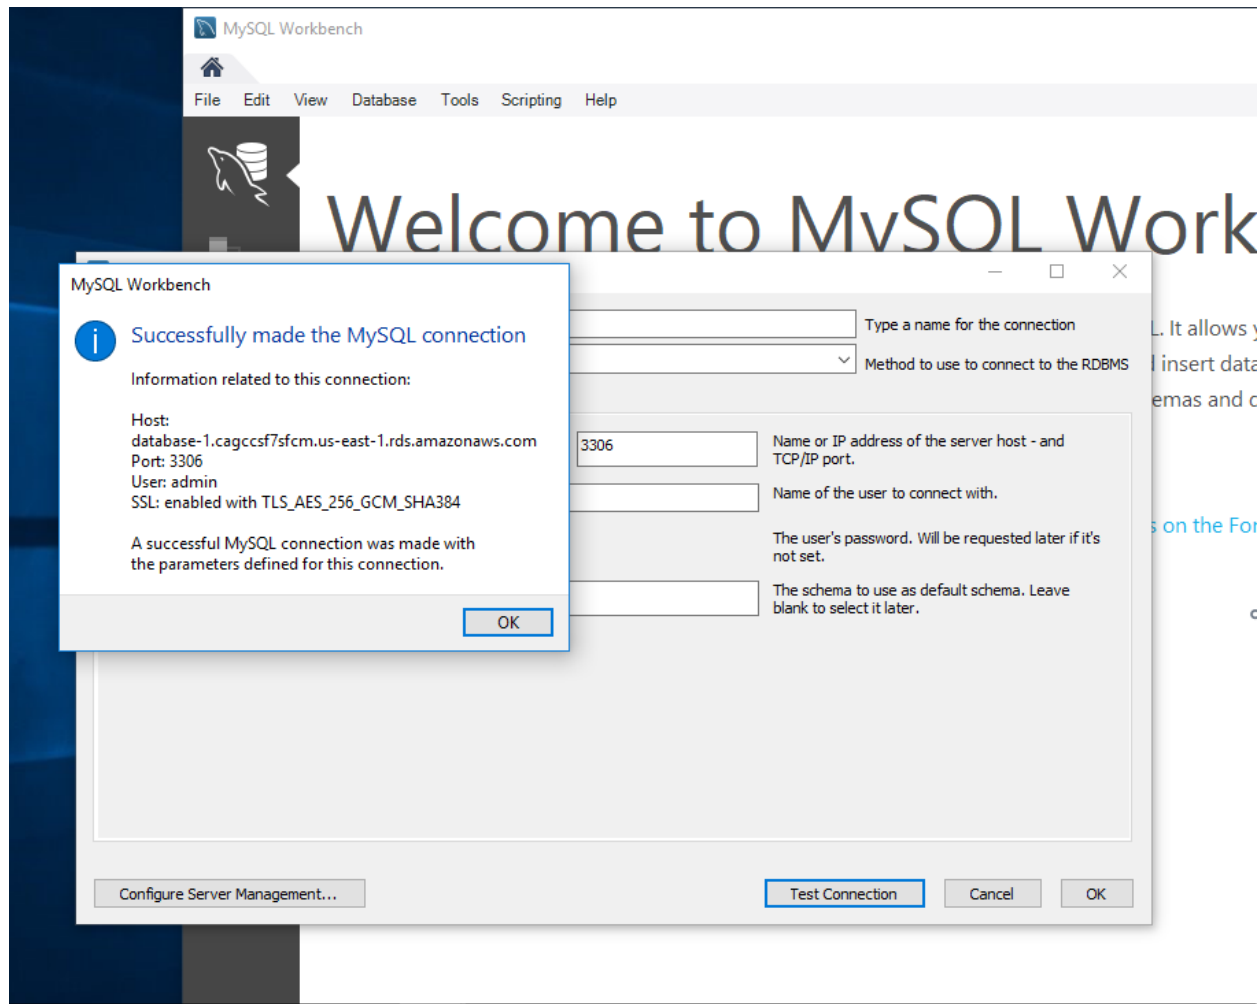 MySQL Workbench
File Edit View Database Tools Scripting Help
Welcome to MySQL Work
MySQL Workbench
Successfully made the MySQL connection
Information related to this connection:
Host:
database-1.cagccsf7sfcm.us-east-1.rds.amazonaws.com
Port: 3306
User: admin
SSL: enabled with TLS_AES_256_GCM_SHA384
A successful MySQL connection was made with
the parameters defined for this connection.
OK
Type a name for the connection
Method to use to connect to the RDBMS
3306
Name or IP address of the server host - and
TCP/IP port.
Name of the user to connect with.
The user's password. Will be requested later if it's
not set.
The schema to use as default schema. Leave
blank to select it later.
L. It allows y
insert data
emas and d
s on the For
Configure Server Management...
Test Connection
Cancel
OK